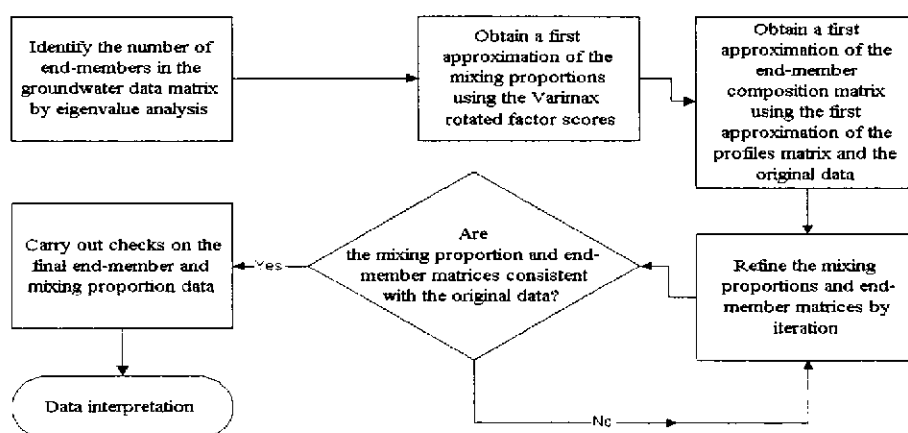 Identify the number of
end-members in the
groundwater data matrix
by eigenvalue analysis
Obtain a first
approximation of the
mixing proportions
using the Varimax
rotated factor scores
Obtain a first
approximation of the
end-member
composition matrix
using the first
approximation of the
profiles matrix and the
original data
Refine the mixing
proportions and end-
member matrices by
iteration
Are
the mixing proportion and end-
member matrices consistent
with the original data?
Yes
No
Carry out checks on the
final end-member and
mixing proportion data
Data interpretation